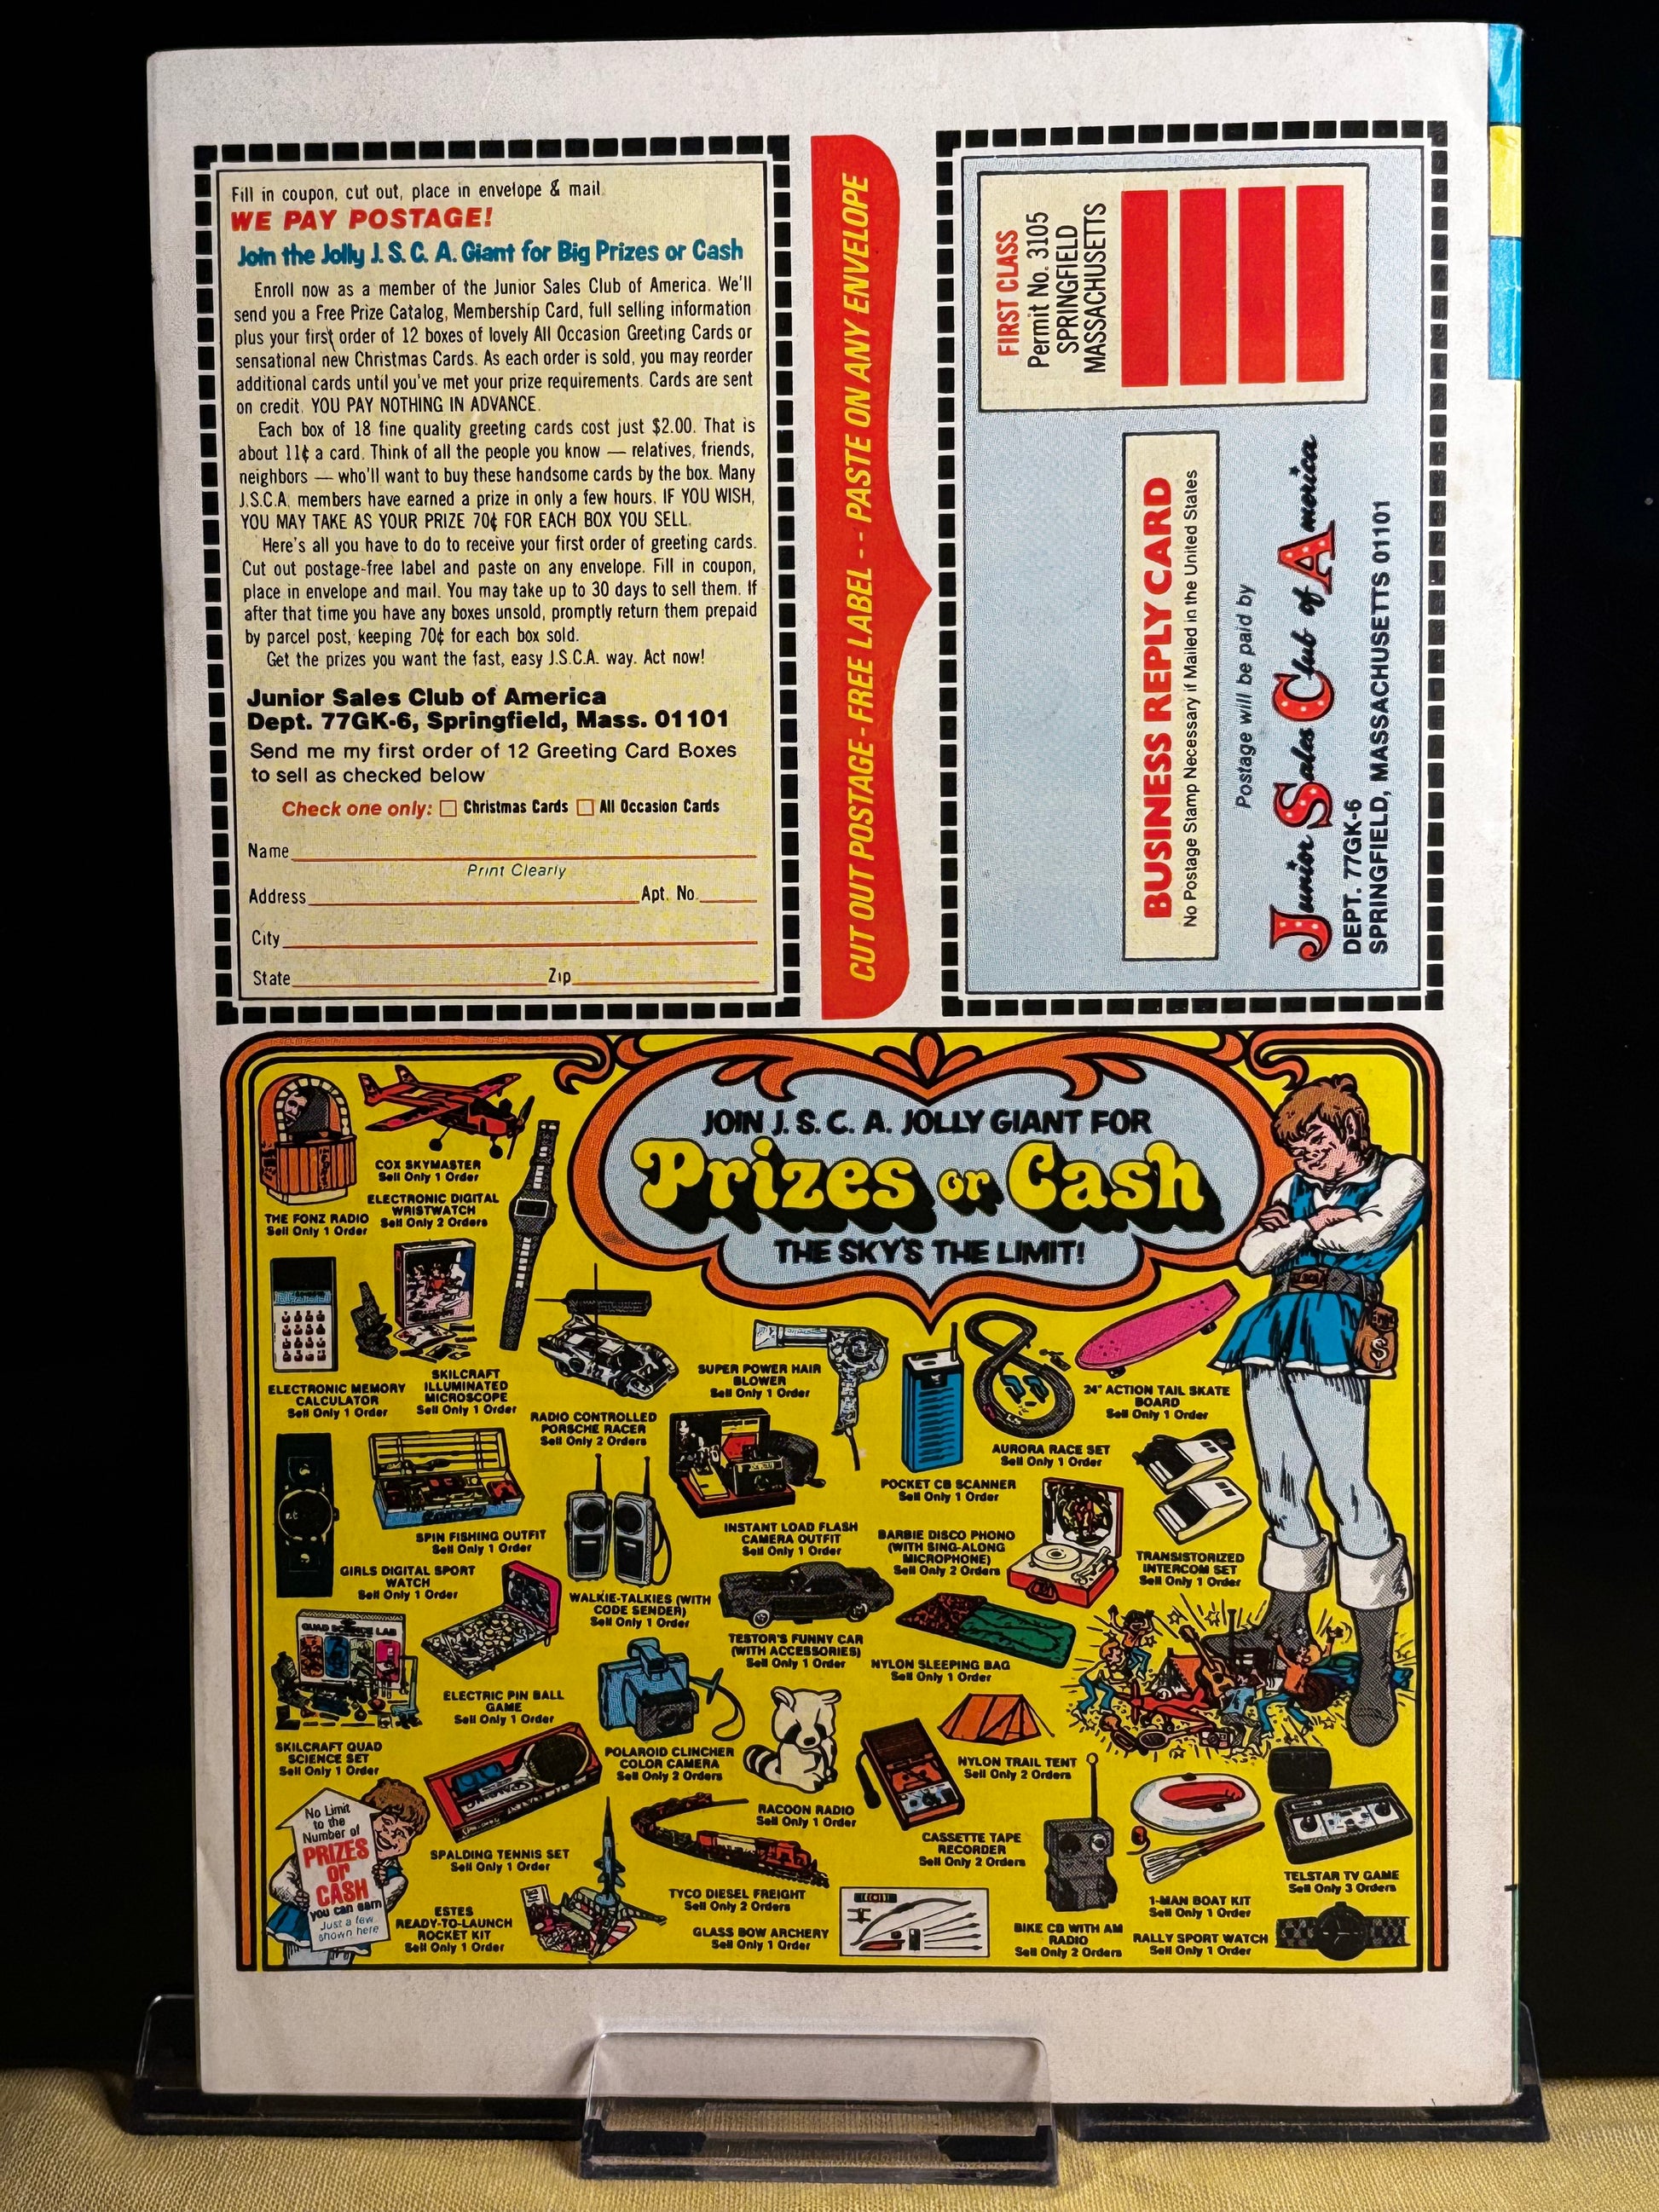 Fill in coupon, cut out, place in envelope & mail.
WE PAY POSTAGE!
Join the Jolly J. S. C. A. Giant for Big Prizes or Cash
Enroll now as a member of the Junior Sales Club of America. We'll
send you a Free Prize Catalog, Membership Card, full selling information
plus your first order of 12 boxes of lovely All Occasion Greeting Cards or
sensational new Christmas Cards. As each order is sold, you may reorder
additional cards until you've met your prize requirements. Cards are sent
on credit. YOU PAY NOTHING IN ADVANCE.
Each box of 18 fine quality greeting cards cost just $2.00. That is
about 11¢ a card. Think of all the people you know — relatives, friends,
neighbors — who'll want to buy these handsome cards by the box. Many
J.S.C.A. members have earned a prize in only a few hours. IF YOU WISH,
YOU MAY TAKE AS YOUR PRIZE 70¢ FOR EACH BOX YOU SELL.
Here's all you have to do to receive your first order of greeting cards.
Cut out postage-free label and paste on any envelope. Fill in coupon,
place in envelope and mail. You may take up to 30 days to sell them. If
after that time you have any boxes unsold, promptly return them prepaid
by parcel post, keeping 70¢ for each box sold.
Get the prizes you want the fast, easy J.S.C.A. way. Act now!
Junior Sales Club of America
Dept. 77GK-6, Springfield, Mass. 01101
Send me my first order of 12 Greeting Card Boxes
to sell as checked below
Check one only: Christmas Cards All Occasion Cards
Name
Print Clearly
Address Apt. No.
City
State Zip
CUT OUT POSTAGE-FREE LABEL -- PASTE ON ANY ENVELOPE
FIRST CLASS
Permit No. 3105
SPRINGFIELD
MASSACHUSETTS
BUSINESS REPLY CARD
No Postage Stamp Necessary if Mailed in the United States
Postage will be paid by
Junior Sales Club of America
DEPT. 77GK-6
SPRINGFIELD, MASSACHUSETTS 01101
JOIN J. S. C. A. JOLLY GIANT FOR
Prizes or Cash
THE SKY'S THE LIMIT!
COX SKYMASTER
Sell Only 1 Order
THE FONZ RADIO
Sell Only 1 Order
ELECTRONIC DIGITAL
WRISTWATCH
Sell Only 2 Orders
ELECTRONIC MEMORY
CALCULATOR
Sell Only 1 Order
SKILCRAFT
ILLUMINATED
MICROSCOPE
Sell Only 1 Order
RADIO CONTROLLED
PORSCHE RACER
Sell Only 2 Orders
SUPER POWER HAIR
BLOWER
Sell Only 1 Order
24" ACTION TAIL SKATE
BOARD
Sell Only 1 Order
AURORA RACE SET
Sell Only 1 Order
POCKET CB SCANNER
Sell Only 1 Order
SPIN FISHING OUTFIT
Sell Only 1 Order
INSTANT LOAD FLASH
CAMERA OUTFIT
Sell Only 1 Order
BARBIE DISCO PHONO
(WITH SING-ALONG
MICROPHONE)
Sell Only 2 Orders
TRANSISTORIZED
INTERCOM SET
Sell Only 1 Order
GIRLS DIGITAL SPORT
WATCH
Sell Only 1 Order
WALKIE-TALKIES (WITH
CODE SENDER)
Sell Only 1 Order
TESTOR'S FUNNY CAR
(WITH ACCESSORIES)
Sell Only 1 Order
NYLON SLEEPING BAG
Sell Only 1 Order
QUAD SCIENCE LAB
ELECTRIC PIN BALL
GAME
Sell Only 1 Order
SKILCRAFT QUAD
SCIENCE SET
Sell Only 1 Order
POLAROID CLINCHER
COLOR CAMERA
Sell Only 2 Orders
NYLON TRAIL TENT
Sell Only 2 Orders
RACOON RADIO
Sell Only 1 Order
CASSETTE TAPE
RECORDER
Sell Only 2 Orders
SPALDING TENNIS SET
Sell Only 1 Order
TELSTAR TV GAME
Sell Only 3 Orders
TYCO DIESEL FREIGHT
Sell Only 2 Orders
1-MAN BOAT KIT
Sell Only 1 Order
No Limit
to the
Number of
PRIZES
or
CASH
you can earn
Just a few
shown here
ESTES
READY-TO-LAUNCH
ROCKET KIT
Sell Only 1 Order
GLASS BOW ARCHERY
Sell Only 1 Order
BIKE CB WITH AM
RADIO
Sell Only 2 Orders
RALLY SPORT WATCH
Sell Only 1 Order